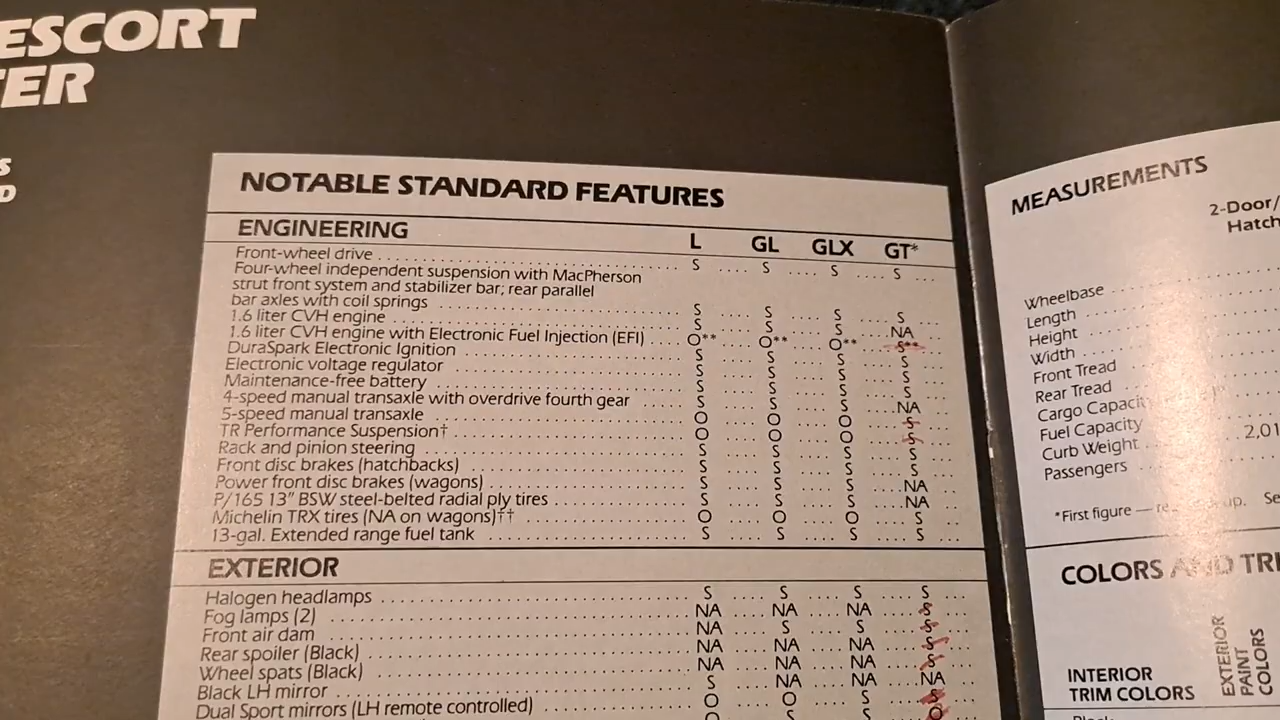 ESCORT
TER
S
D
NOTABLE STANDARD FEATURES
ENGINEERING L GL GLX GT*
Front-wheel drive S S S S
Four-wheel independent suspension with MacPherson
strut front system and stabilizer bar; rear parallel
bar axles with coil springs S S S S
1.6 liter CVH engine S S S NA
1.6 liter CVH engine with Electronic Fuel Injection (EFI) O** O** O** S**
DuraSpark Electronic Ignition S S S S
Electronic voltage regulator S S S S
Maintenance-free battery S S S S
4-speed manual transaxle with overdrive fourth gear S S S NA
5-speed manual transaxle O O O S
TR Performance Suspension† O O O S
Rack and pinion steering S S S S
Front disc brakes (hatchbacks) S S S S
Power front disc brakes (wagons) S S S NA
P/165 13" BSW steel-belted radial ply tires S S S NA
Michelin TRX tires (NA on wagons)†† O O O S
13-gal. Extended range fuel tank S S S S
EXTERIOR
Halogen headlamps S S S S
Fog lamps (2) NA NA NA S
Front air dam NA S S S
Rear spoiler (Black) NA NA NA S
Wheel spats (Black) NA NA NA S
Black LH mirror S NA NA NA
Dual Sport mirrors (LH remote controlled) O O S S
MEASUREMENTS
2-Door/
Hatch
Wheelbase
Length
Height
Width
Front Tread
Rear Tread
Cargo Capacity
Fuel Capacity
Curb Weight 2,01
Passengers
*First figure — up. Se
COLORS AND TRI
INTERIOR
TRIM COLORS
EXTERIOR
PAINT
COLORS